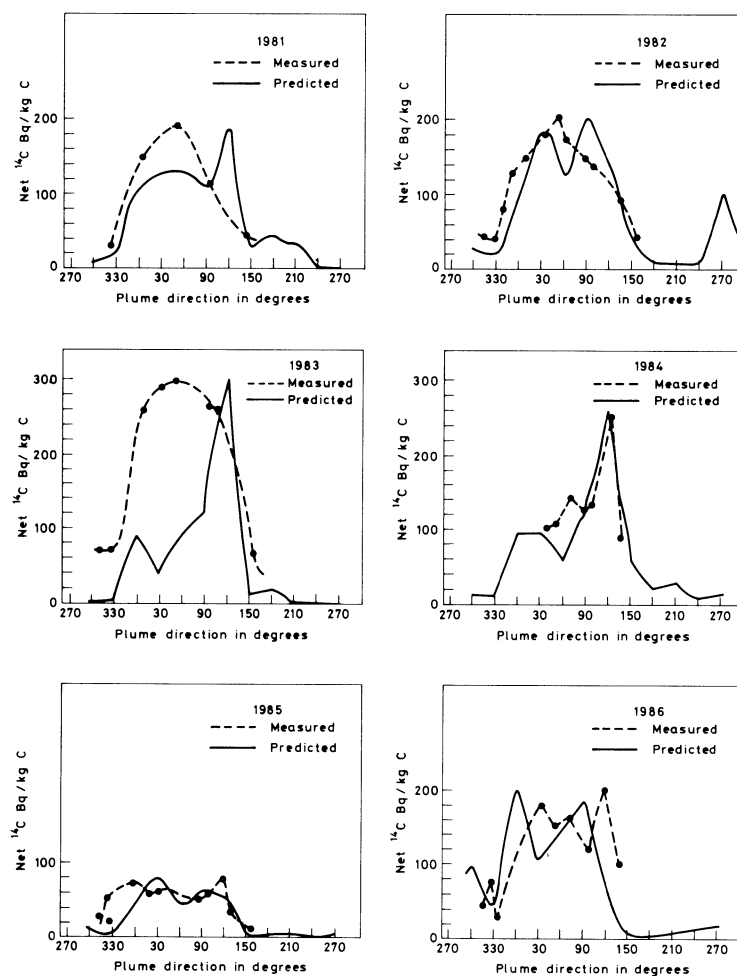 1981
Measured
Predicted
Net ¹⁴C Bq/kg C
200
100
0
270 330 30 90 150 210 270
Plume direction in degrees
1982
Measured
Predicted
Net ¹⁴C Bq/kg C
200
100
0
270 330 30 90 150 210 270
Plume direction in degrees
1983
Measured
Predicted
Net ¹⁴C Bq/kg C
300
200
100
0
270 330 30 90 150 210 270
Plume direction in degrees
1984
Measured
Predicted
Net ¹⁴C Bq/kg C
300
200
100
0
270 330 30 90 150 210 270
Plume direction in degrees
1985
Measured
Predicted
Net ¹⁴C Bq/kg C
100
0
270 330 30 90 150 210 270
Plume direction in degrees
1986
Measured
Predicted
Net ¹⁴C Bq/kg C
200
100
0
270 330 30 90 150 210 270
Plume direction in degrees